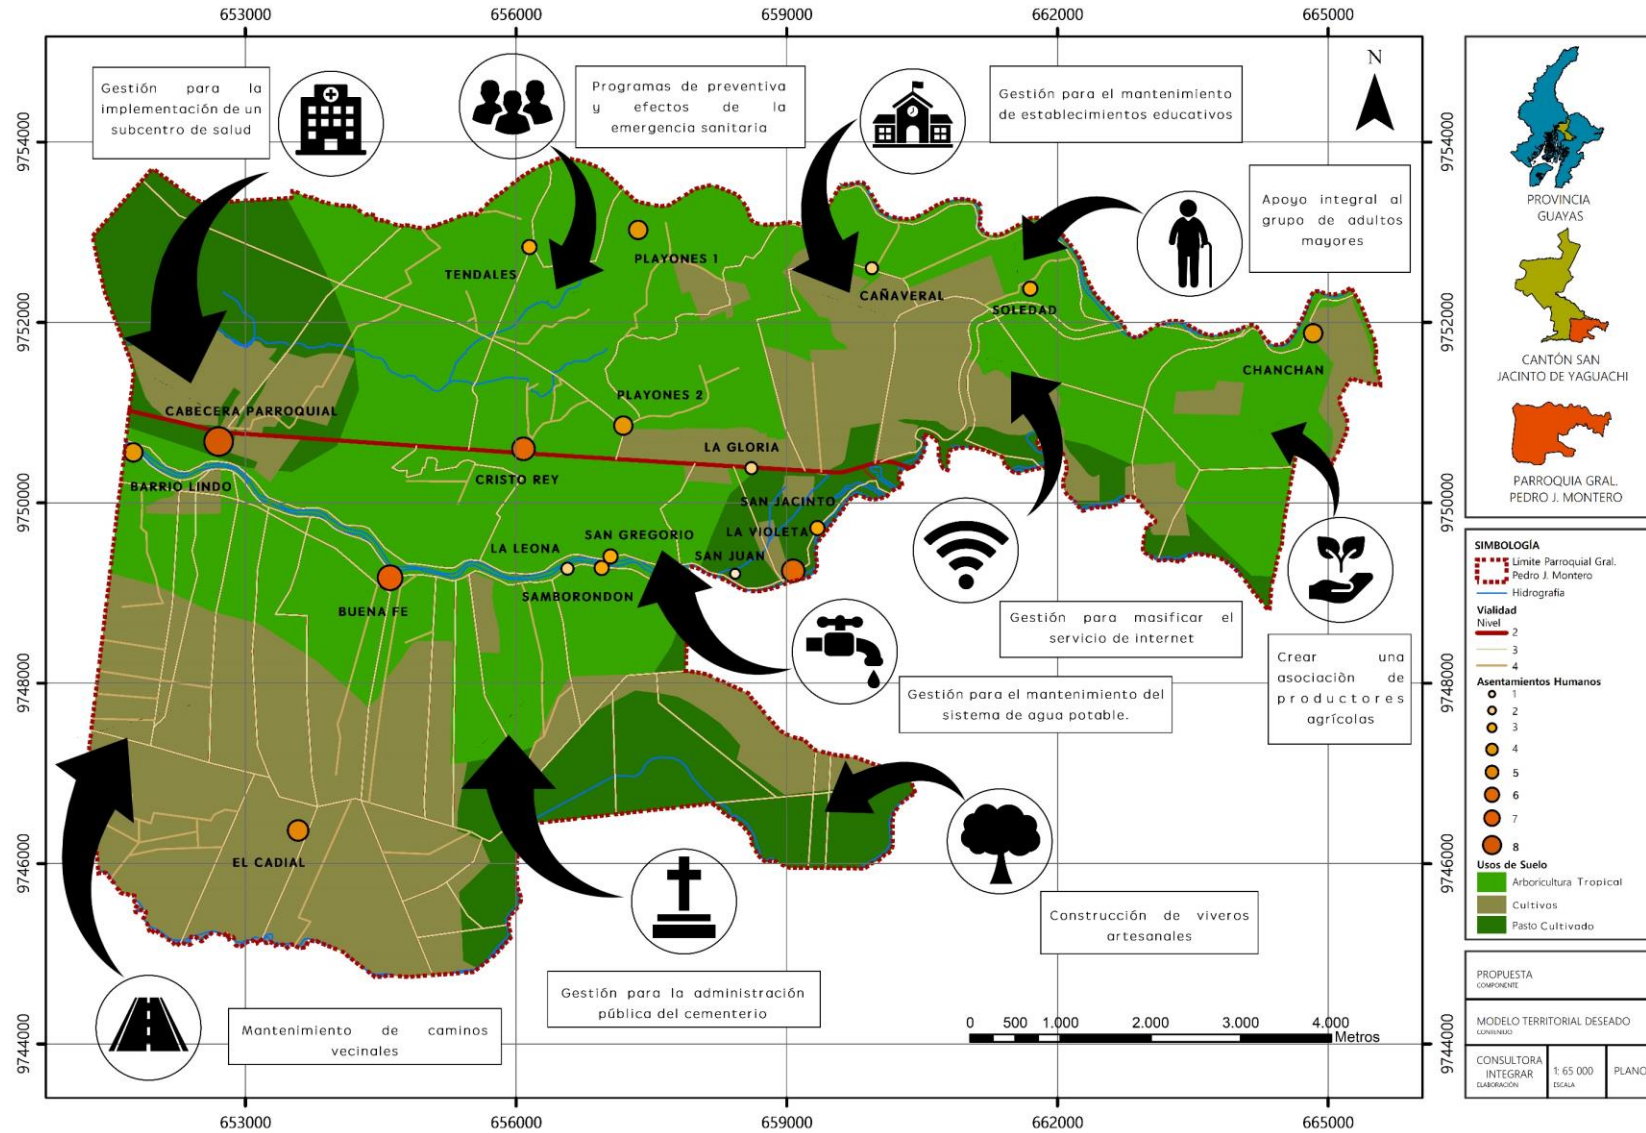 653000
656000
659000
662000
665000
9754000
9752000
9750000
9748000
9746000
9744000
Gestión para la
implementación de un
subcentro de salud
Programas de preventiva
y efectos de la
emergencia sanitaria
Gestión para el mantenimiento
de establecimientos educativos
N
Apoyo integral al
grupo de adultos
mayores
TENDALES
PLAYONES 1
CAÑAVERAL
SOLEDAD
CHANCHAN
PLAYONES 2
CABECERA PARROQUIAL
LA GLORIA
BARRIO LINDO
CRISTO REY
SAN JACINTO
SAN GREGORIO
LA VIOLETA
LA LEONA
SAN JUAN
SAMBORONDON
BUENA FE
EL CADIAL
Gestión para masificar el
servicio de internet
Crear una
asociaciòn de
productores
agrícolas
Gestión para el mantenimiento del
sistema de agua potable.
Construcción de viveros
artesanales
Gestión para la administración
pública del cementerio
Mantenimiento de caminos
vecinales
0 500 1.000 2.000 3.000 4.000
Metros
9754000
9752000
9750000
9748000
9746000
9744000
653000
656000
659000
662000
665000
PROVINCIA
GUAYAS
CANTÓN SAN
JACINTO DE YAGUACHI
PARROQUIA GRAL.
PEDRO J. MONTERO
SIMBOLOGÍA
Límite Parroquial Gral.
Pedro J. Montero
Hidrografía
Vialidad
Nivel
2
3
4
Asentamientos Humanos
1
2
3
4
5
6
7
8
Usos de Suelo
Arboricultura Tropical
Cultivos
Pasto Cultivado
PROPUESTA
COMPONENTE
MODELO TERRITORIAL DESEADO
CONTENIDO
CONSULTORA
INTEGRAR
ELABORACIÓN
1: 65 000
ESCALA
PLANO